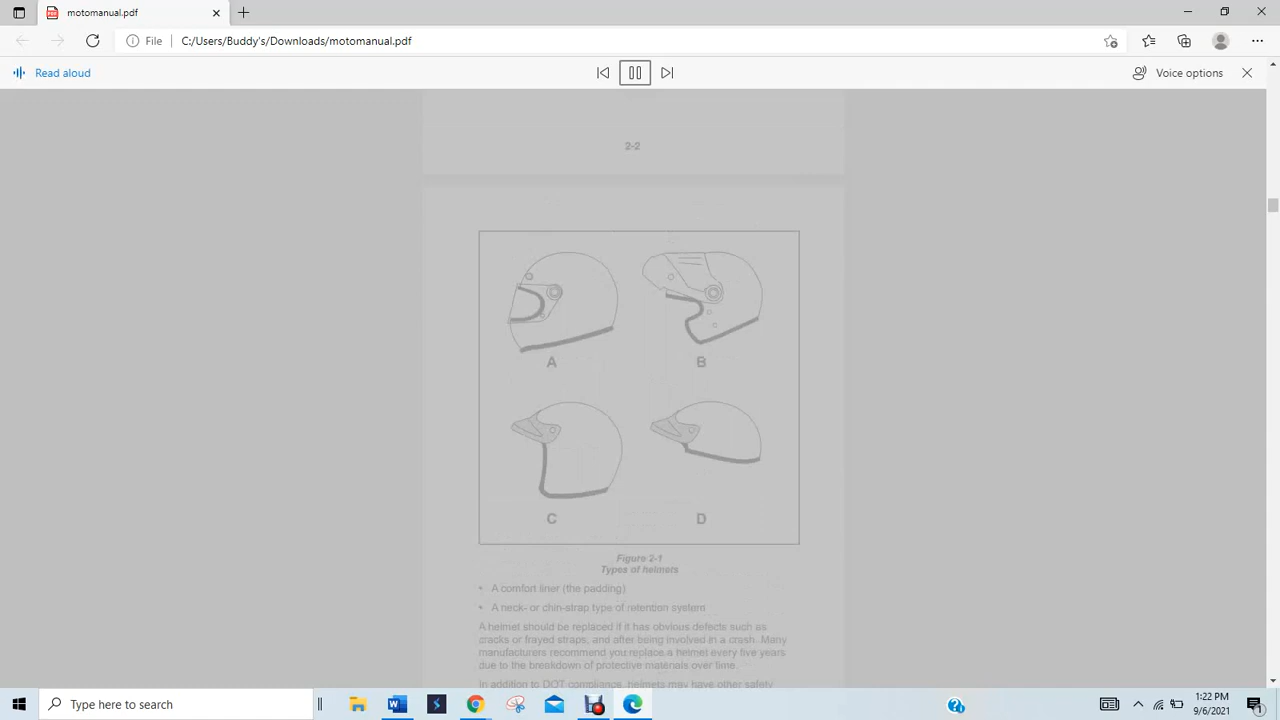 motomanual.pdf
File
C:/Users/Buddy's/Downloads/motomanual.pdf
Read aloud
Voice options
2-2
A
B
C
D
Figure 2-1
Types of helmets
• A comfort liner (the padding)
• A neck- or chin-strap type of retention system
A helmet should be replaced if it has obvious defects such as
cracks or frayed straps, and after being involved in a crash. Many
manufacturers recommend you replace a helmet every five years
due to the breakdown of protective materials over time.
In addition to DOT compliance, helmets may have other safety
Type here to search
1:22 PM
9/6/2021